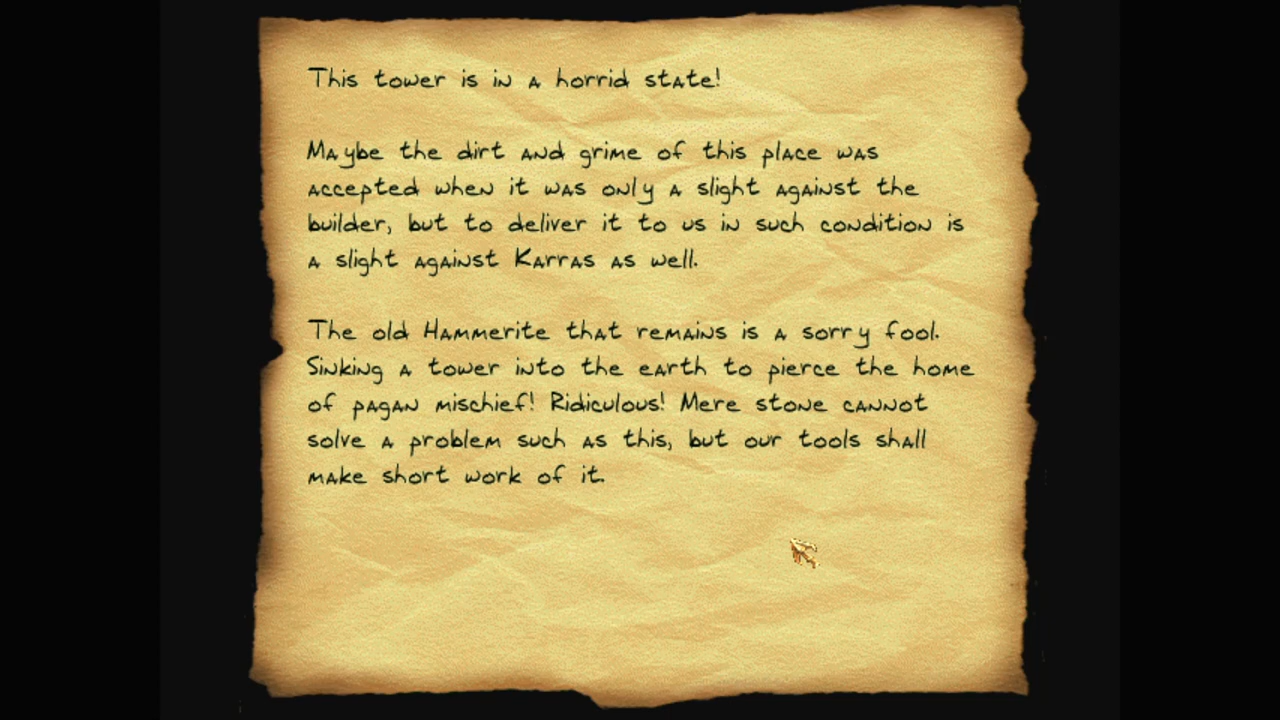 This tower is in a horrid state!
Maybe the dirt and grime of this place was
accepted when it was only a slight against the
builder, but to deliver it to us in such condition is
a slight against Karras as well.
The old Hammerite that remains is a sorry fool.
Sinking a tower into the earth to pierce the home
of pagan mischief! Ridiculous! Mere stone cannot
solve a problem such as this, but our tools shall
make short work of it.